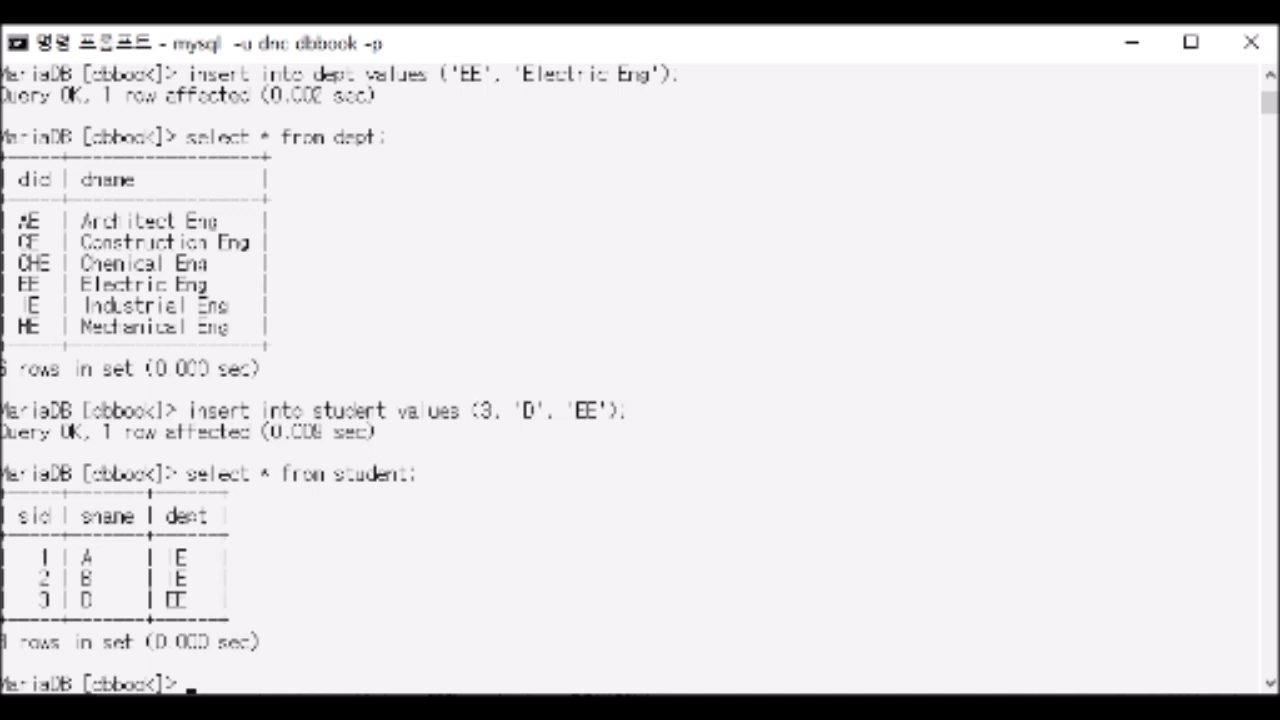 명령 프롬프트 - mysql -u dnc dbbook -p
MariaDB [dbbook]> insert into dept values ('EE', 'Electric Eng');
Query OK, 1 row affected (0.002 sec)
MariaDB [dbbook]> select * from dept;
| did | dname |
| AE | Architect Eng |
| CE | Construction Eng |
| CHE | Chemical Eng |
| EE | Electric Eng |
| IE | Industrial Eng |
| ME | Mechanical Eng |
6 rows in set (0.000 sec)
MariaDB [dbbook]> insert into student values (3, 'D', 'EE');
Query OK, 1 row affected (0.008 sec)
MariaDB [dbbook]> select * from student;
| sid | sname | dept |
| 1 | A | IE |
| 2 | B | IE |
| 3 | D | EE |
3 rows in set (0.000 sec)
MariaDB [dbbook]>